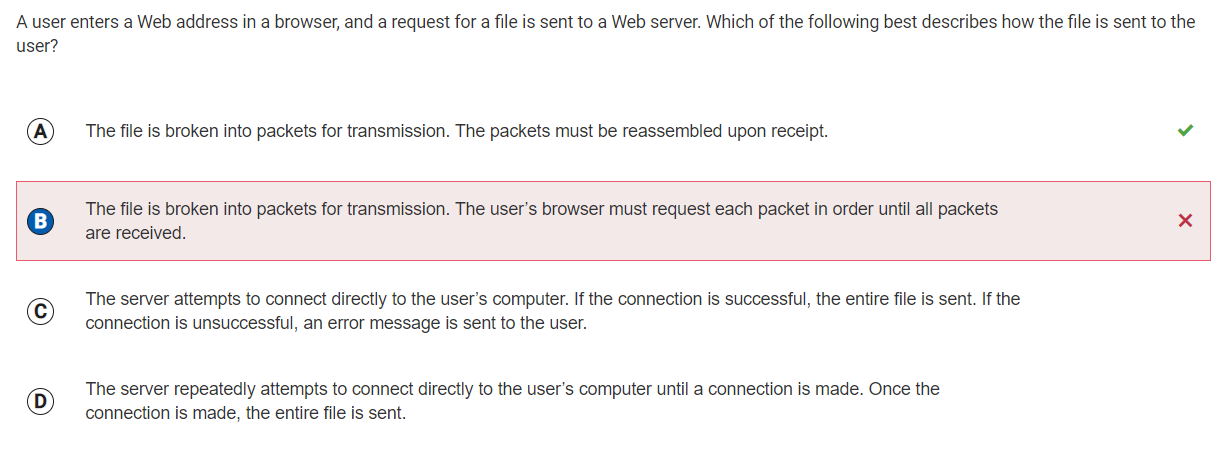 A user enters a Web address in a browser, and a request for a file is sent to a Web server. Which of the following best describes how the file is sent to the
user?
A The file is broken into packets for transmission. The packets must be reassembled upon receipt.
B The file is broken into packets for transmission. The user’s browser must request each packet in order until all packets
are received.
C The server attempts to connect directly to the user’s computer. If the connection is successful, the entire file is sent. If the
connection is unsuccessful, an error message is sent to the user.
D The server repeatedly attempts to connect directly to the user’s computer until a connection is made. Once the
connection is made, the entire file is sent.